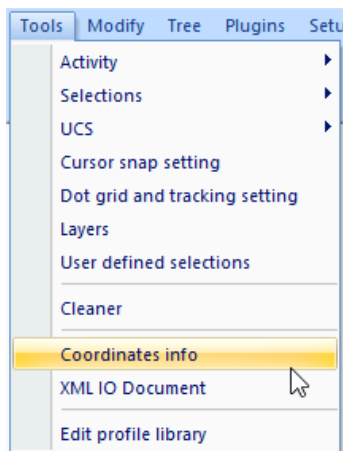 Tools Modify Tree Plugins Setu
Activity
Selections
UCS
Cursor snap setting
Dot grid and tracking setting
Layers
User defined selections
Cleaner
Coordinates info
XML IO Document
Edit profile library